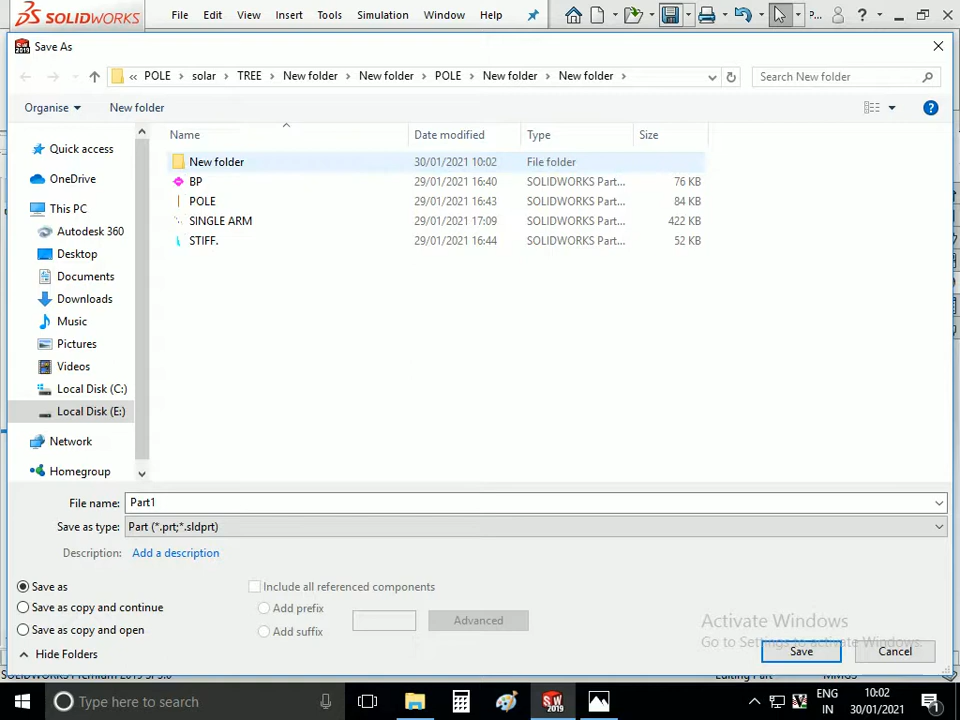 SOLIDWORKS File Edit View Insert Tools Simulation Window Help P...
Save As
« POLE › solar › TREE › New folder › New folder › POLE › New folder › New folder › Search New folder
Organise New folder
Name Date modified Type Size
Quick access
OneDrive
This PC
Autodesk 360
Desktop
Documents
Downloads
Music
Pictures
Videos
Local Disk (C:)
Local Disk (E:)
Network
Homegroup
New folder 30/01/2021 10:02 File folder
BP 29/01/2021 16:40 SOLIDWORKS Part... 76 KB
POLE 29/01/2021 16:43 SOLIDWORKS Part... 84 KB
SINGLE ARM 29/01/2021 17:09 SOLIDWORKS Part... 422 KB
STIFF. 29/01/2021 16:44 SOLIDWORKS Part... 52 KB
File name: Part1
Save as type: Part (*.prt;*.sldprt)
Description: Add a description
Save as
Save as copy and continue
Save as copy and open
Include all referenced components
Add prefix
Add suffix
Advanced
Activate Windows
Go to Settings to activate Windows.
Hide Folders
Save Cancel
Type here to search
ENG
IN
10:02
30/01/2021
1